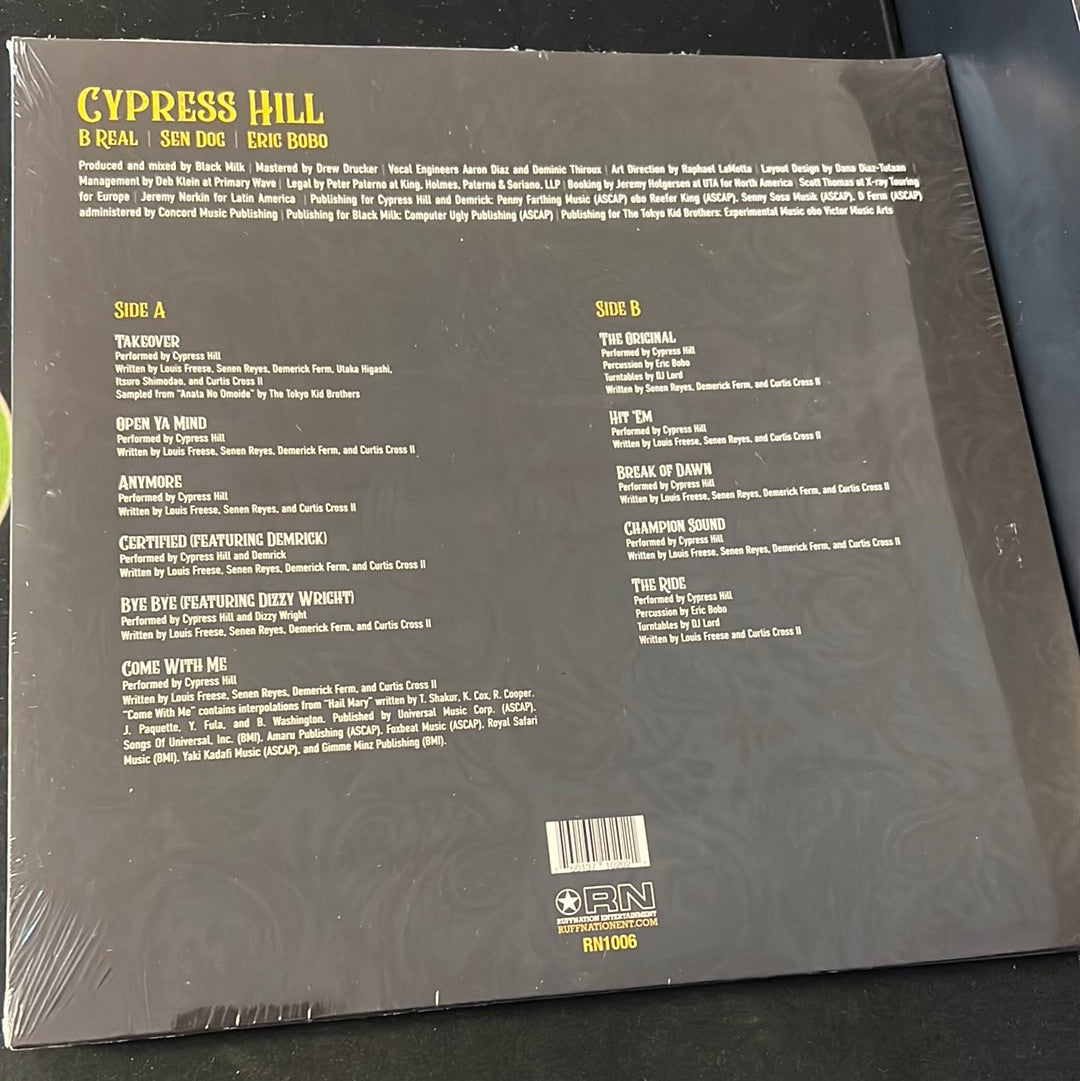 CYPRESS HILL
B REAL | SEN DOG | ERIC BOBO
Produced and mixed by Black Milk | Mastered by Drew Drucker | Vocal Engineers Aaron Diaz and Dominic Thiroux | Art Direction by Raphael LaMotta | Layout Design by Dana Diaz-Tutaan
Management by Deb Klein at Primary Wave | Legal by Peter Paterno at King, Holmes, Paterno & Soriano, LLP | Booking by Jeremy Holgersen at UTA for North America | Scott Thomas at X-ray Touring
for Europe | Jeremy Norkin for Latin America | Publishing for Cypress Hill and Demrick: Penny Farthing Music (ASCAP) obo Reefer King (ASCAP), Senny Sosa Musik (ASCAP), D Ferm (ASCAP)
administered by Concord Music Publishing | Publishing for Black Milk: Computer Ugly Publishing (ASCAP) | Publishing for The Tokyo Kid Brothers: Experimental Music obo Victor Music Arts
SIDE A
TAKEOVER
Performed by Cypress Hill
Written by Louis Freese, Senen Reyes, Demerick Ferm, Utaka Higashi,
Itsuro Shimodao, and Curtis Cross II
Sampled from "Anata No Omoide" by The Tokyo Kid Brothers
OPEN YA MIND
Performed by Cypress Hill
Written by Louis Freese, Senen Reyes, Demerick Ferm, and Curtis Cross II
ANYMORE
Performed by Cypress Hill
Written by Louis Freese, Senen Reyes, and Curtis Cross II
CERTIFIED (FEATURING DEMRICK)
Performed by Cypress Hill and Demrick
Written by Louis Freese, Senen Reyes, Demerick Ferm, and Curtis Cross II
BYE BYE (FEATURING DIZZY WRIGHT)
Performed by Cypress Hill and Dizzy Wright
Written by Louis Freese, Senen Reyes, Demerick Ferm, and Curtis Cross II
COME WITH ME
Performed by Cypress Hill
Written by Louis Freese, Senen Reyes, Demerick Ferm, and Curtis Cross II
"Come With Me" contains interpolations from "Hail Mary" written by T. Shakur, K. Cox, R. Cooper,
J. Paquette, Y. Fula, and B. Washington. Published by Universal Music Corp. (ASCAP),
Songs Of Universal, Inc. (BMI), Amaru Publishing (ASCAP), Foxbeat Music (ASCAP), Royal Safari
Music (BMI), Yaki Kadafi Music (ASCAP), and Gimme Minz Publishing (BMI).
SIDE B
THE ORIGINAL
Performed by Cypress Hill
Percussion by Eric Bobo
Turntables by DJ Lord
Written by Senen Reyes, Demerick Ferm, and Curtis Cross II
HIT 'EM
Performed by Cypress Hill
Written by Louis Freese, Senen Reyes, and Curtis Cross II
BREAK OF DAWN
Performed by Cypress Hill
Written by Louis Freese, Senen Reyes, Demerick Ferm, and Curtis Cross II
CHAMPION SOUND
Performed by Cypress Hill
Written by Louis Freese, Senen Reyes, Demerick Ferm, and Curtis Cross II
THE RIDE
Performed by Cypress Hill
Percussion by Eric Bobo
Turntables by DJ Lord
Written by Louis Freese and Curtis Cross II
RN
RUFFNATION ENTERTAINMENT
RUFFNATIONENT.COM
RN1006